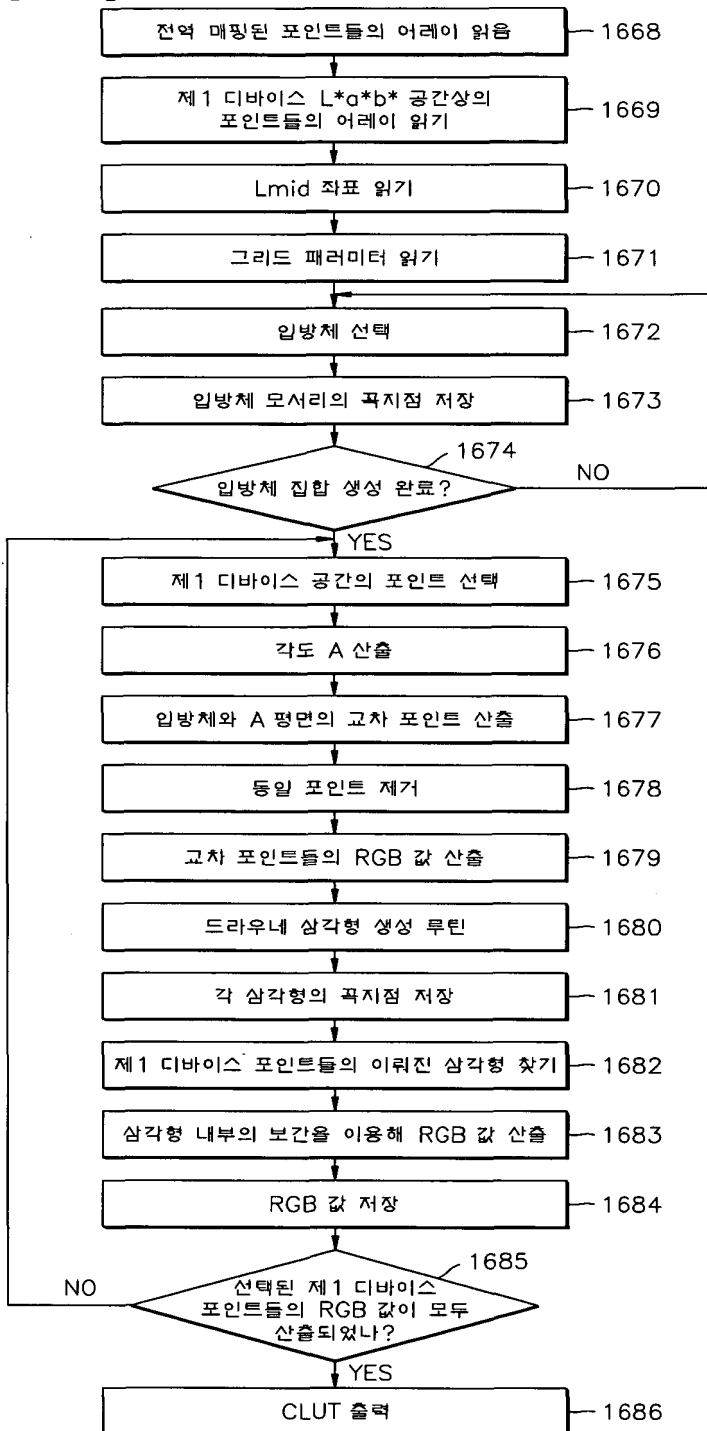 전역 매핑된 포인트들의 어레이 읽음
1668
제1 디바이스 L*a*b* 공간상의
포인트들의 어레이 읽기
1669
Lmid 좌표 읽기
1670
그리드 패러미터 읽기
1671
입방체 선택
1672
입방체 모서리의 꼭지점 저장
1673
1674
입방체 집합 생성 완료?
NO
YES
제1 디바이스 공간의 포인트 선택
1675
각도 A 산출
1676
입방체와 A 평면의 교차 포인트 산출
1677
동일 포인트 제거
1678
교차 포인트들의 RGB 값 산출
1679
드라우네 삼각형 생성 루틴
1680
각 삼각형의 꼭지점 저장
1681
제1 디바이스 포인트들의 이뤄진 삼각형 찾기
1682
삼각형 내부의 보간을 이용해 RGB 값 산출
1683
RGB 값 저장
1684
1685
NO
선택된 제1 디바이스
포인트들의 RGB 값이 모두
산출되었나?
YES
CLUT 출력
1686